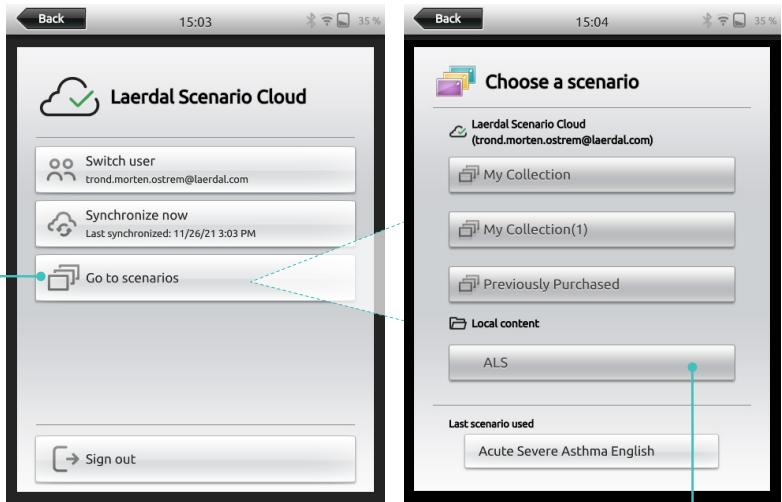 Back
15:03
35 %
Laerdal Scenario Cloud
Switch user
trond.morten.ostrem@laerdal.com
Synchronize now
Last synchronized: 11/26/21 3:03 PM
Go to scenarios
Sign out
Back
15:04
35 %
Choose a scenario
Laerdal Scenario Cloud
(trond.morten.ostrem@laerdal.com)
My Collection
My Collection(1)
Previously Purchased
Local content
ALS
Last scenario used
Acute Severe Asthma English